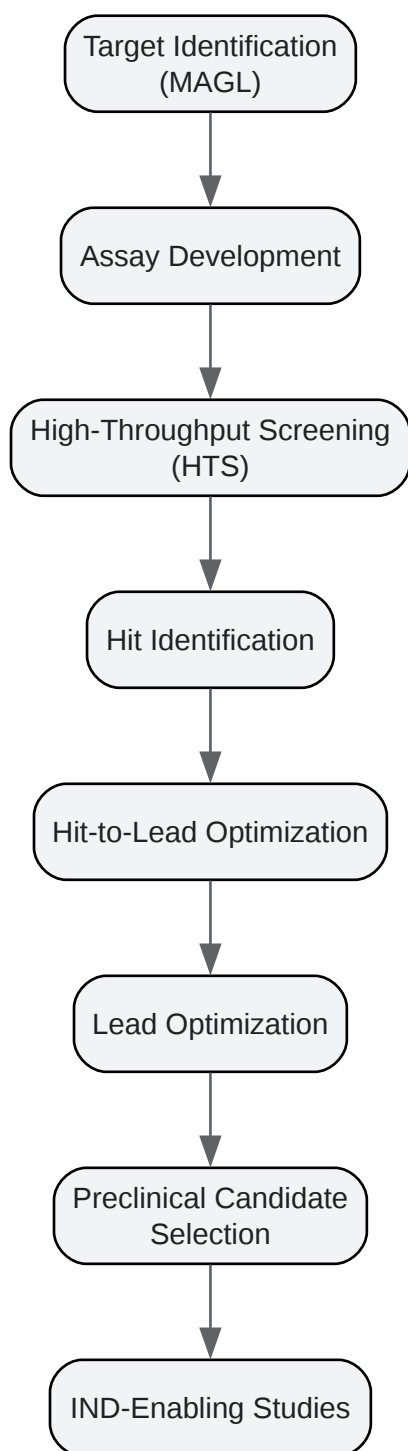 Target Identification
(MAGL)
Assay Development
High-Throughput Screening
(HTS)
Hit Identification
Hit-to-Lead Optimization
Lead Optimization
Preclinical Candidate
Selection
IND-Enabling Studies